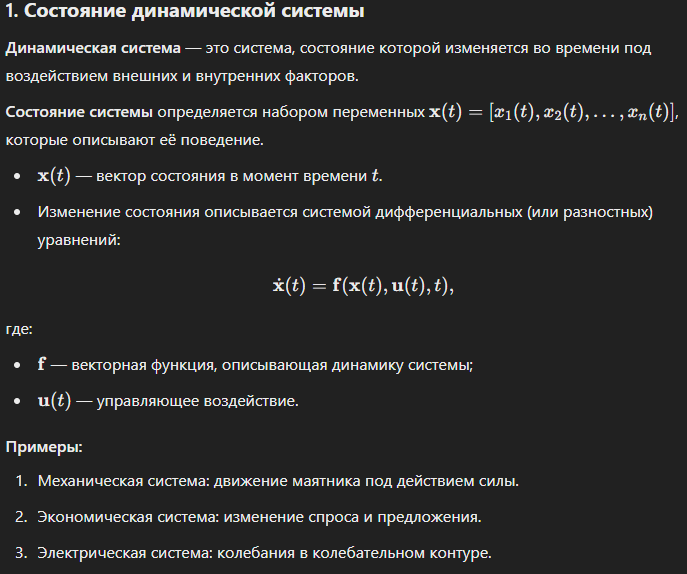 1. Состояние динамической системы
Динамическая система — это система, состояние которой изменяется во времени под
воздействием внешних и внутренних факторов.
Состояние системы определяется набором переменных x(t) = [x₁(t), x₂(t), …, xₙ(t)],
которые описывают её поведение.
• x(t) — вектор состояния в момент времени t.
• Изменение состояния описывается системой дифференциальных (или разностных)
уравнений:
ẋ(t) = f(x(t), u(t), t),
где:
• f — векторная функция, описывающая динамику системы;
• u(t) — управляющее воздействие.
Примеры:
1. Механическая система: движение маятника под действием силы.
2. Экономическая система: изменение спроса и предложения.
3. Электрическая система: колебания в колебательном контуре.